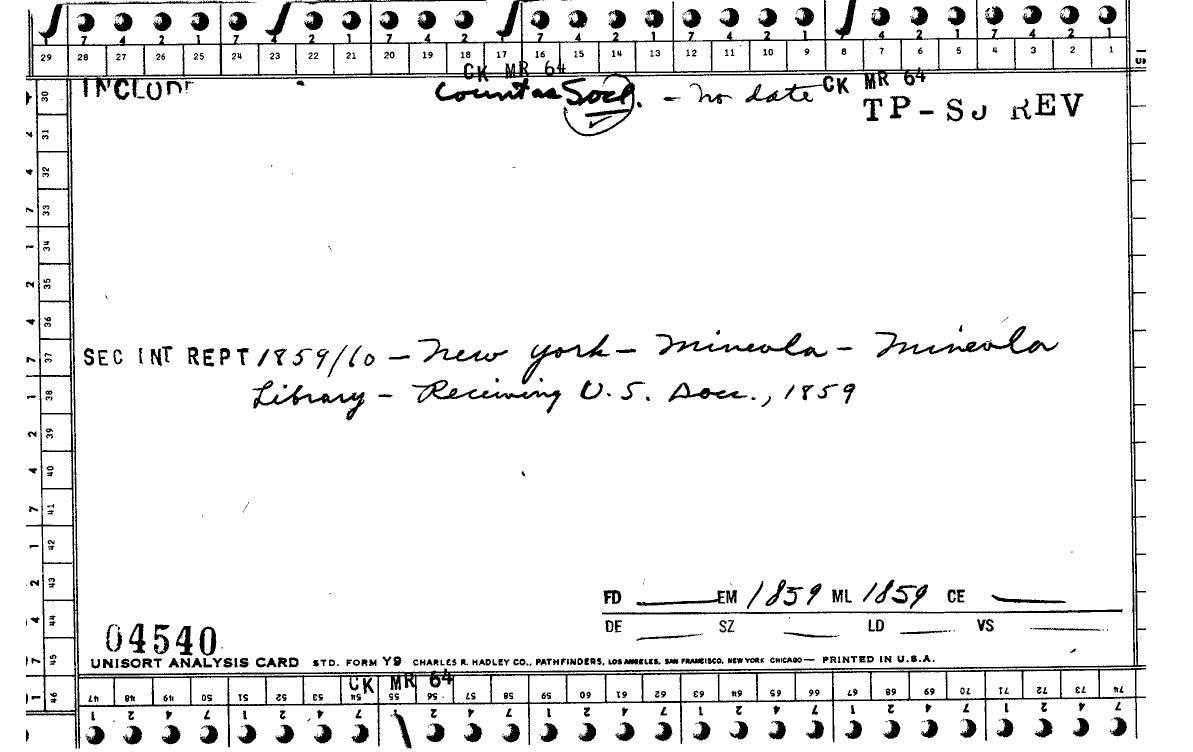 7 4 2 1 7 4 2 1 7 4 2 1 7 4 2 1 7 4 2 1 7 4 2 1 7 4 2 1
29 28 27 26 25 24 23 22 21 20 19 18 17 16 15 14 13 12 11 10 9 8 7 6 5 4 3 2 1
CK MR 64
INCLUDE
Count as Socy. - no date
CK MR 64
TP-SJ REV
30
31
32
33
34
35
36
37
38
39
40
41
42
43
44
45
46
SEC INT REPT 1859/60 - New York - Mineola - Mineola
Library - Receiving U.S. Docs., 1859
FD EM 1859 ML 1859 CE
DE SZ LD VS
04540
UNISORT ANALYSIS CARD STD. FORM Y9 CHARLES R. HADLEY CO., PATHFINDERS, LOS ANGELES, SAN FRANCISCO, NEW YORK CHICAGO — PRINTED IN U.S.A.
CK MR 64
47 48 49 50 51 52 53 54 55 56 57 58 59 60 61 62 63 64 65 66 67 68 69 70 71 72 73 74
1 2 4 7 1 2 4 7 1 2 4 7 1 2 4 7 1 2 4 7 1 2 4 7 1 2 4 7